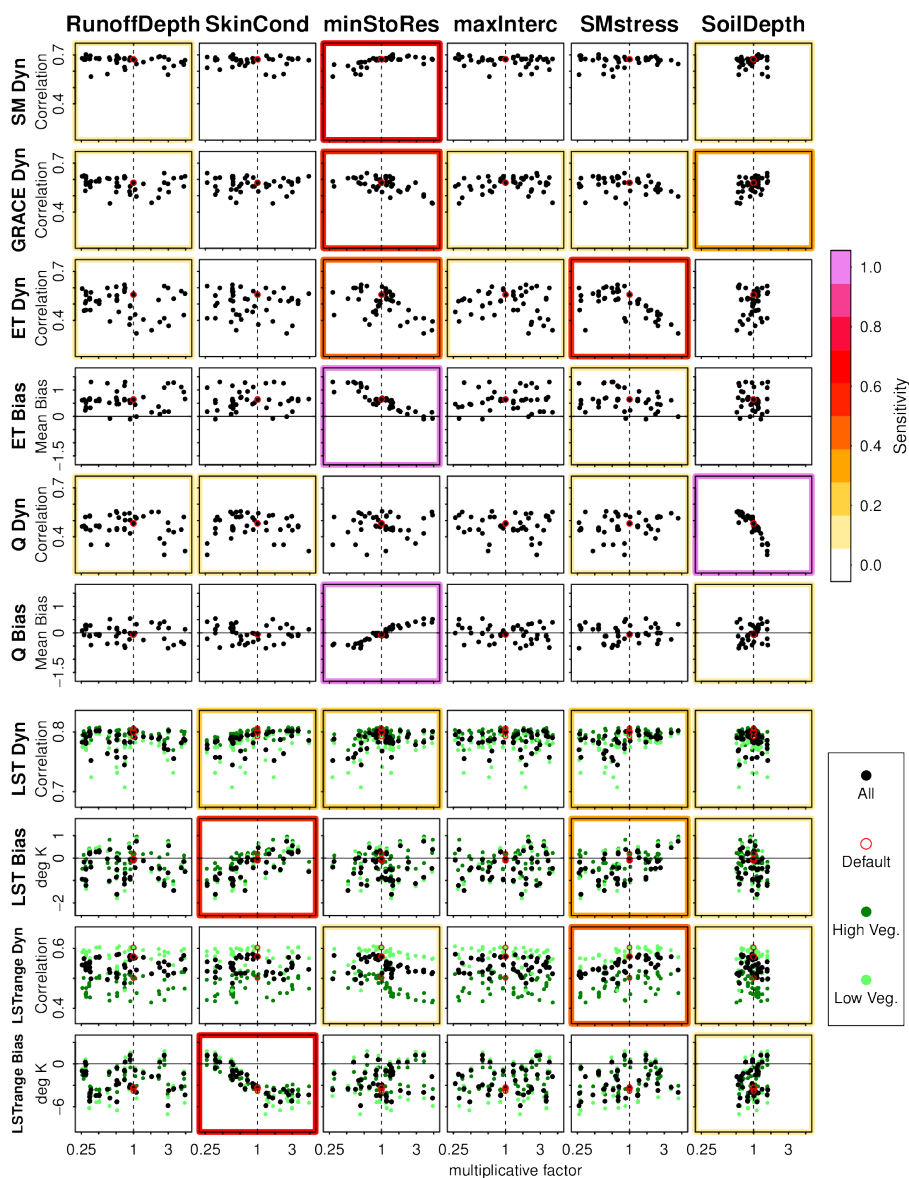 RunoffDepth SkinCond minStoRes maxInterc SMstress SoilDepth
SM Dyn
Correlation
0.4 0.7
GRACE Dyn
Correlation
0.4 0.7
ET Dyn
Correlation
0.4 0.7
ET Bias
Mean Bias
−1.5 0 1
Q Dyn
Correlation
0.4 0.7
Q Bias
Mean Bias
−1.5 0 1
LST Dyn
Correlation
0.7 0.8
LST Bias
deg K
−2 0 1
LSTrange Dyn
Correlation
0.4 0.6
LSTrange Bias
deg K
−6 0
0.25 1 3 0.25 1 3 0.25 1 3 0.25 1 3 0.25 1 3 0.25 1 3
multiplicative factor
1.0
0.8
0.6
0.4
0.2
0.0
Sensitivity
All
Default
High Veg.
Low Veg.